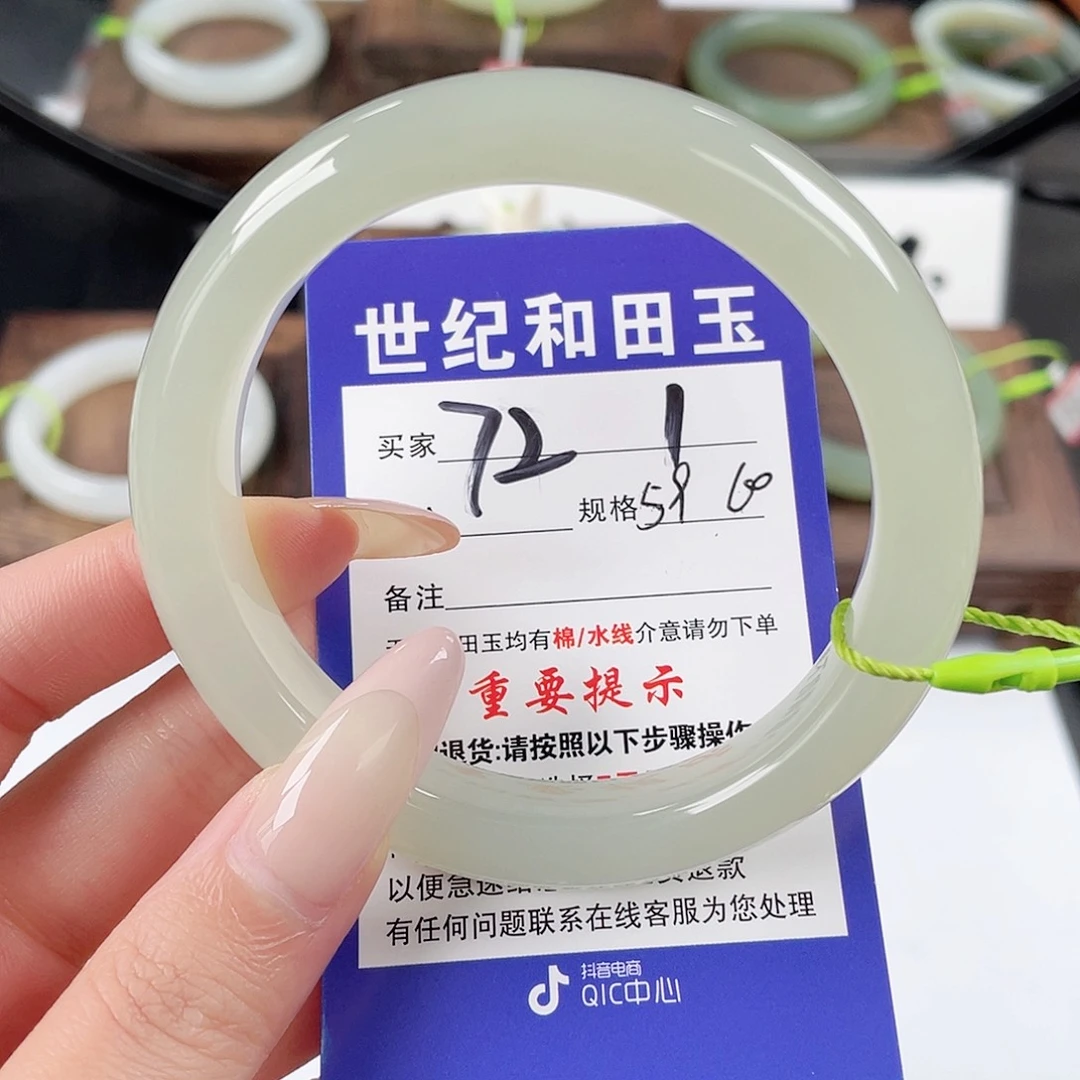 世纪和田玉
买家 72 1
规格 59
备注
田玉均有棉/水线介意请勿下单
重要提示
退货:请按照以下步骤操作
以便急速
退款
有任何问题联系在线客服为您处理
抖音电商
QIC中心